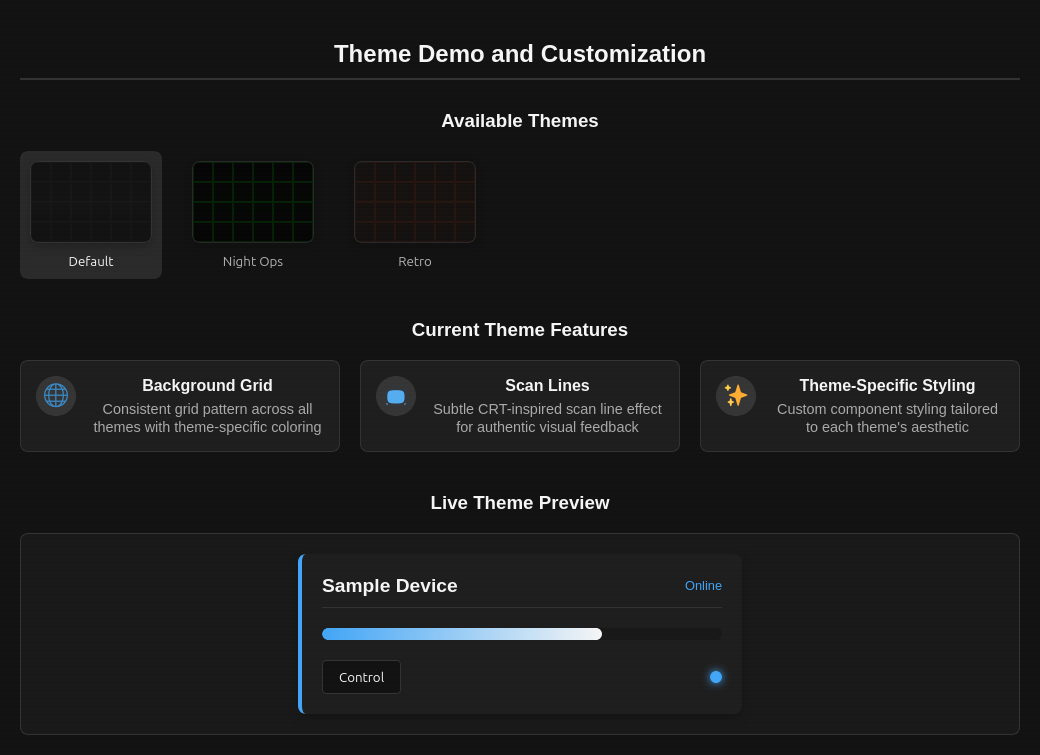 Theme Demo and Customization
Available Themes
Default
Night Ops
Retro
Current Theme Features
Background Grid
Consistent grid pattern across all
themes with theme-specific coloring
Scan Lines
Subtle CRT-inspired scan line effect
for authentic visual feedback
Theme-Specific Styling
Custom component styling tailored
to each theme's aesthetic
Live Theme Preview
Sample Device
Online
Control